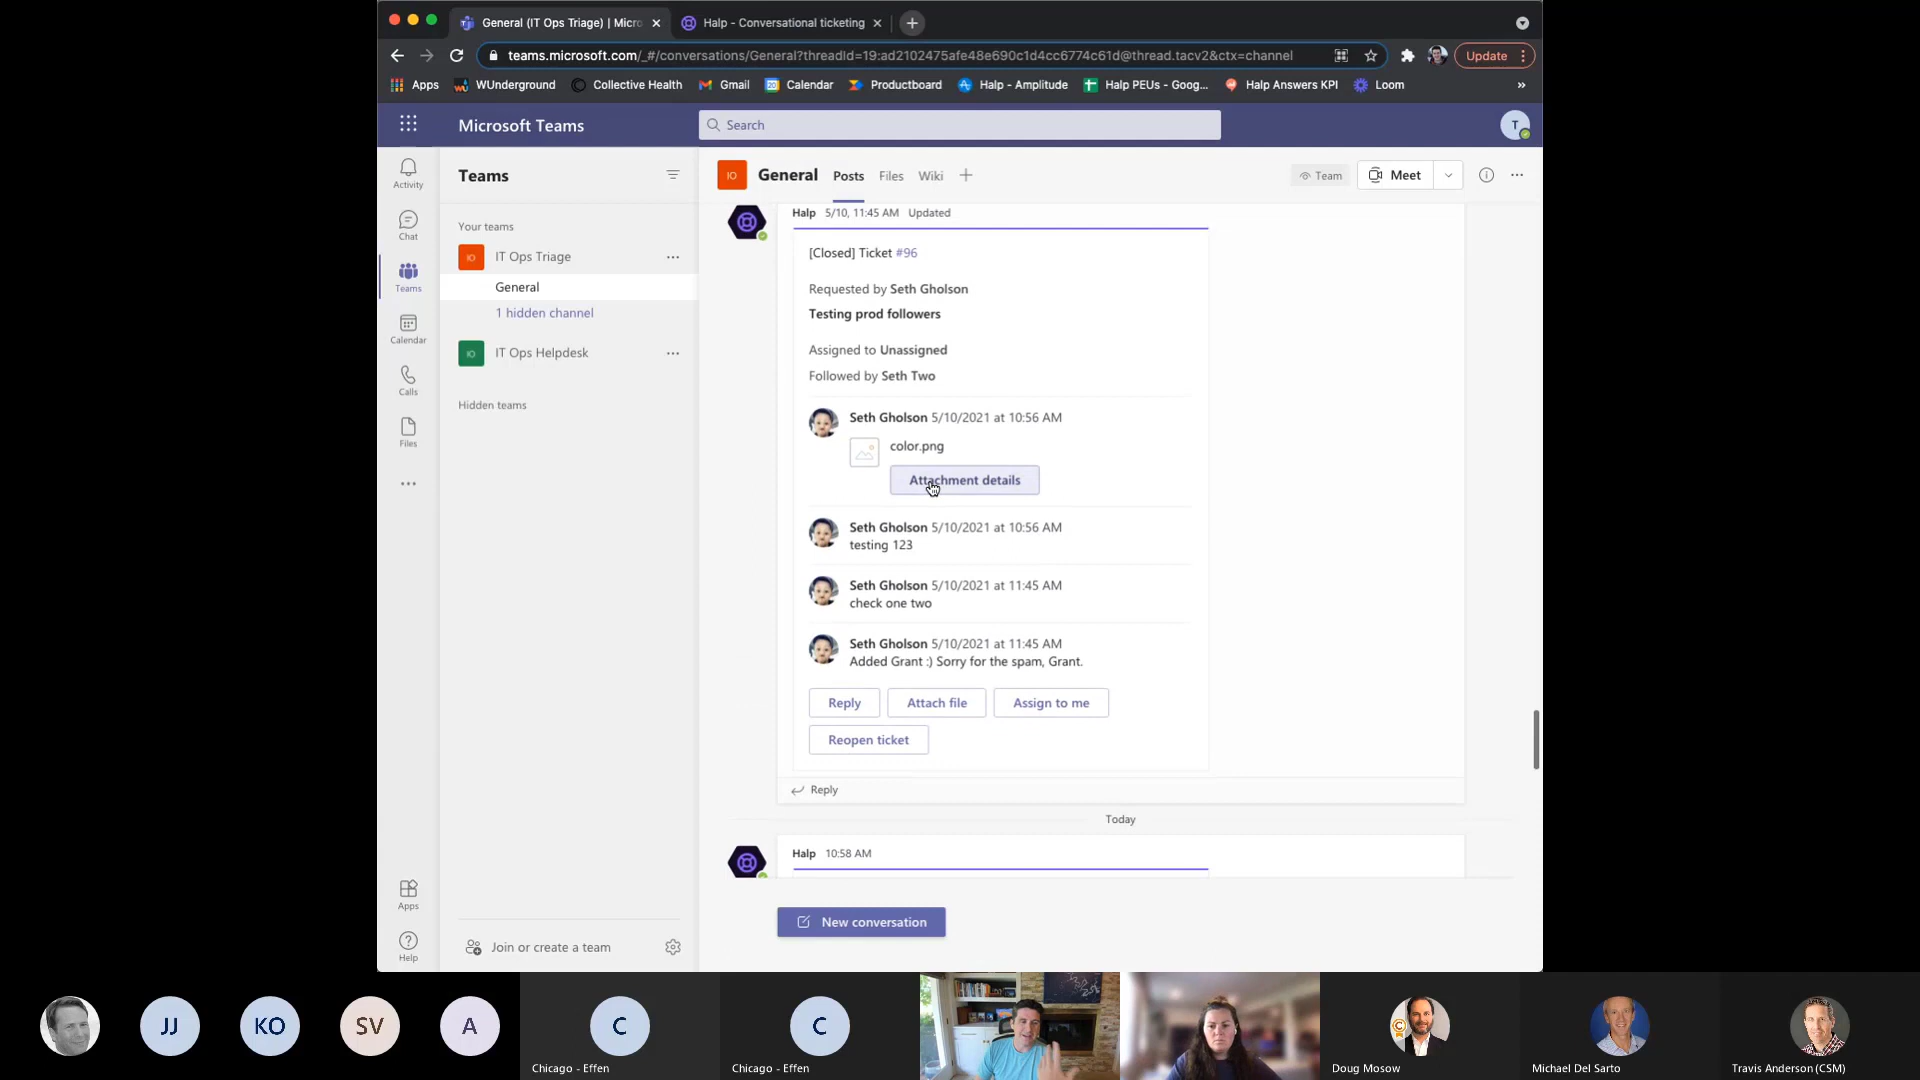 General (IT Ops Triage) | Micro
Halp - Conversational ticketing
teams.microsoft.com/_#/conversations/General?threadId=19:ad2102475afe48e690c1d4cc6774c61d@thread.tacv2&ctx=channel
Update
Apps
WUnderground
Collective Health
Gmail
Calendar
Productboard
Halp - Amplitude
Halp PEUs - Goog...
Halp Answers KPI
Loom
»
Microsoft Teams
Search
T
Activity
Chat
Teams
Calendar
Calls
Files
Apps
Help
Teams
Your teams
IO
IT Ops Triage
General
1 hidden channel
IO
IT Ops Helpdesk
Hidden teams
Join or create a team
IO
General
Posts
Files
Wiki
Team
Meet
Halp 5/10, 11:45 AM Updated
[Closed] Ticket #96
Requested by Seth Gholson
Testing prod followers
Assigned to Unassigned
Followed by Seth Two
Seth Gholson 5/10/2021 at 10:56 AM
color.png
Attachment details
Seth Gholson 5/10/2021 at 10:56 AM
testing 123
Seth Gholson 5/10/2021 at 11:45 AM
check one two
Seth Gholson 5/10/2021 at 11:45 AM
Added Grant :) Sorry for the spam, Grant.
Reply
Attach file
Assign to me
Reopen ticket
Reply
Today
Halp 10:58 AM
New conversation
JJ
KO
SV
A
C
Chicago - Effen
C
Chicago - Effen
Doug Mosow
Michael Del Sarto
Travis Anderson (CSM)